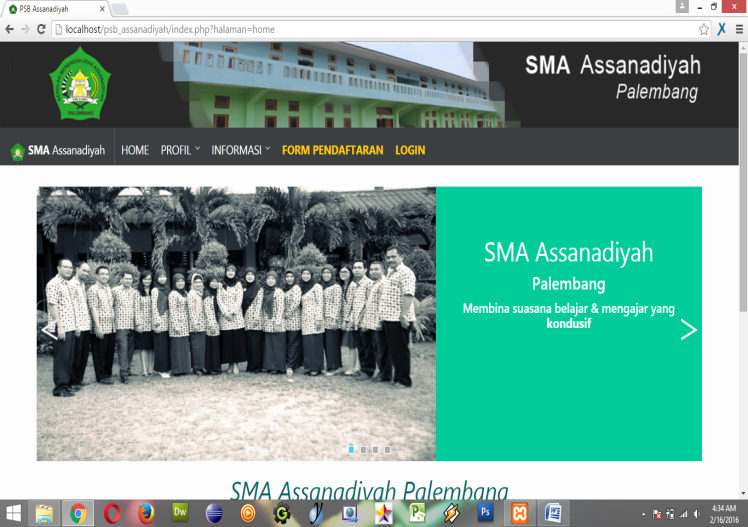 PSB Assanadiyah
localhost/psb_assanadiyah/index.php?halaman=home
SMA Assanadiyah
Palembang
PALEMBANG
SMA Assanadiyah
HOME
PROFIL
INFORMASI
FORM PENDAFTARAN
LOGIN
SMA Assanadiyah
Palembang
Membina suasana belajar & mengajar yang
kondusif
SMA Assanadiyah Palembang
Dw
Ps
4:34 AM
2/16/2016